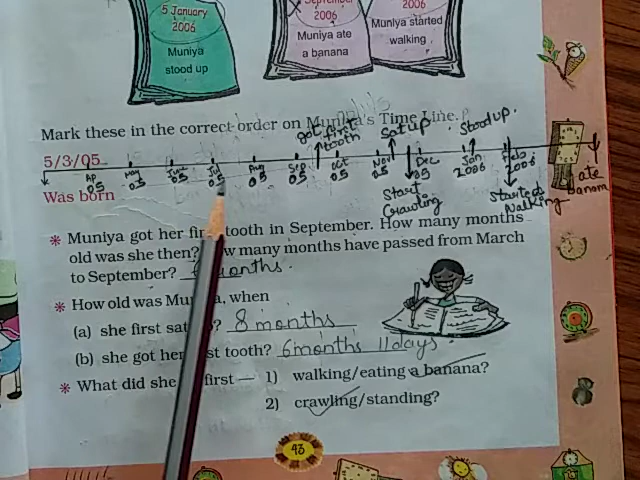 5 January
2006
Muniya
stood up
September
2006
Muniya ate
a banana
2006
Muniya started
walking
Mark these in the correct order on Muniya's Time Line.
got first tooth
Sat up
Stood up.
5/3/05
Ap 05
May 05
June 05
Jul 05
Aug 05
Sep 05
Oct 05
Nov 05
Dec 05
Jan 2006
Feb 2006
Was born
Start Crawling
Started Walking
ate banana
* Muniya got her first tooth in September. How many months
old was she then? How many months have passed from March
to September? 6 months.
* How old was Muniya, when
(a) she first sat up? 8 months
(b) she got her first tooth? 6 months 11 days.
* What did she do first — 1) walking/eating a banana?
2) crawling/standing?
43